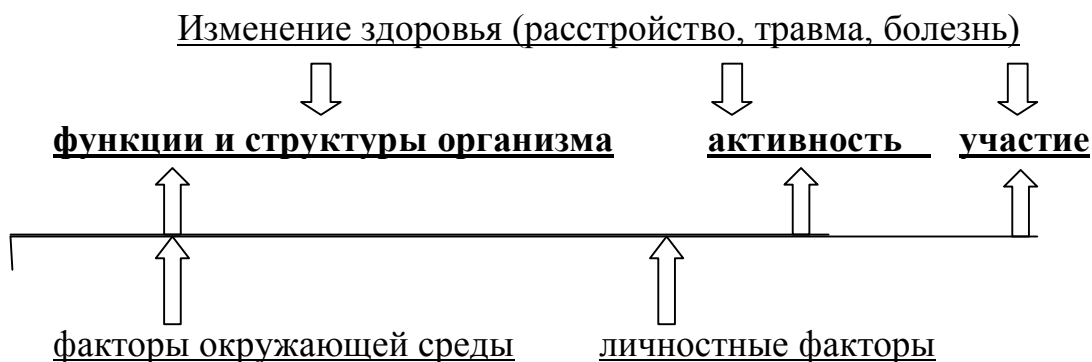 Изменение здоровья (расстройство, травма, болезнь)
функции и структуры организма активность участие
факторы окружающей среды личностные факторы